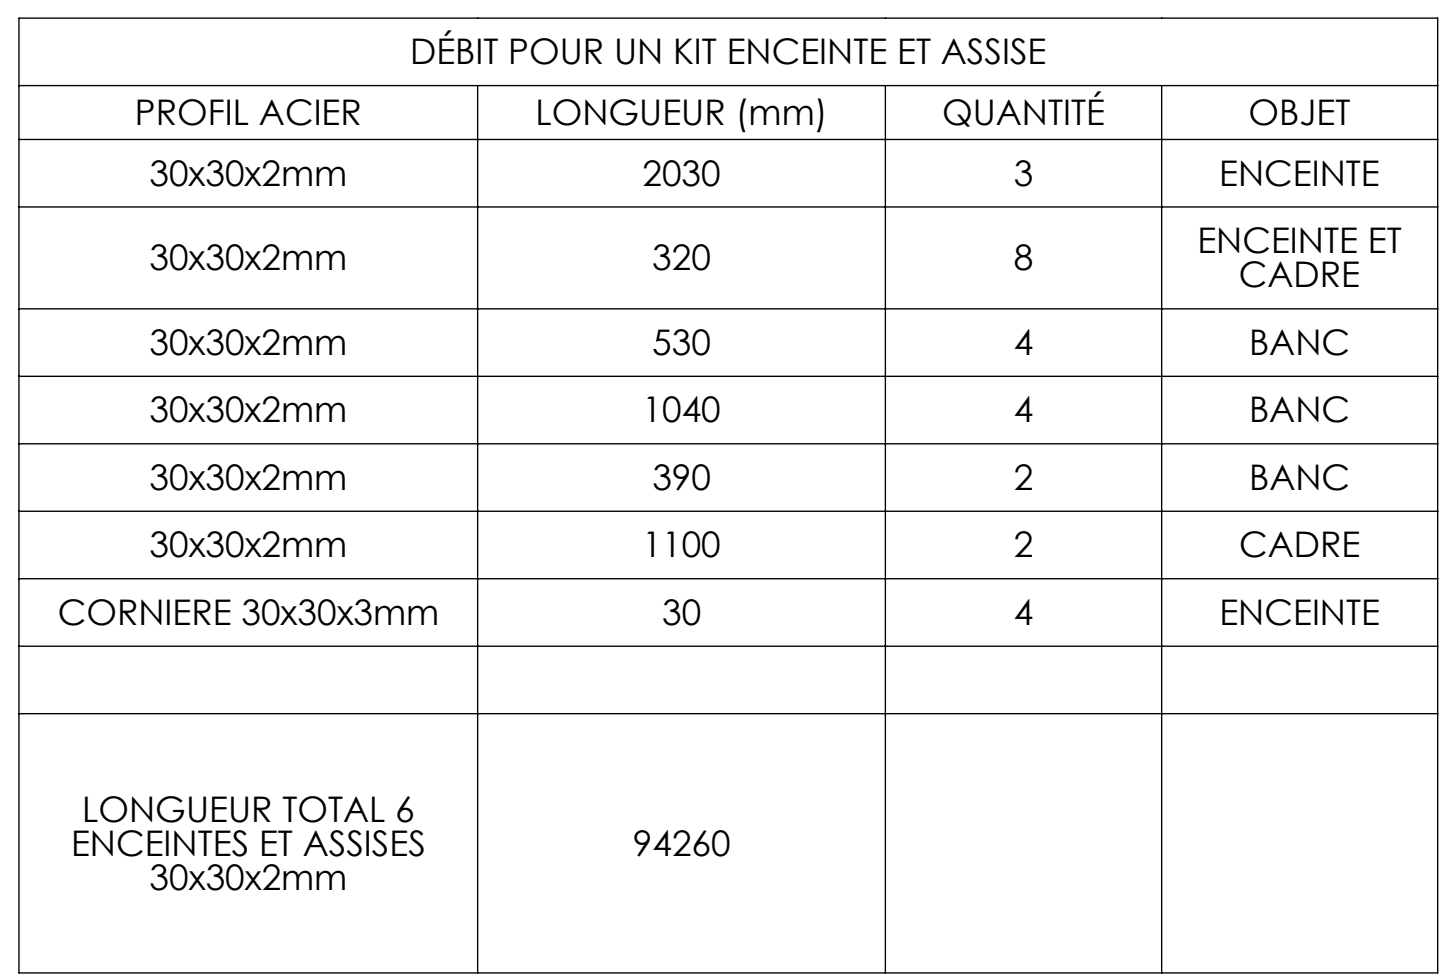 DÉBIT POUR UN KIT ENCEINTE ET ASSISE
PROFIL ACIER LONGUEUR (mm) QUANTITÉ OBJET
30x30x2mm 2030 3 ENCEINTE
30x30x2mm 320 8 ENCEINTE ET
CADRE
30x30x2mm 530 4 BANC
30x30x2mm 1040 4 BANC
30x30x2mm 390 2 BANC
30x30x2mm 1100 2 CADRE
CORNIERE 30x30x3mm 30 4 ENCEINTE
LONGUEUR TOTAL 6
ENCEINTES ET ASSISES
30x30x2mm
94260